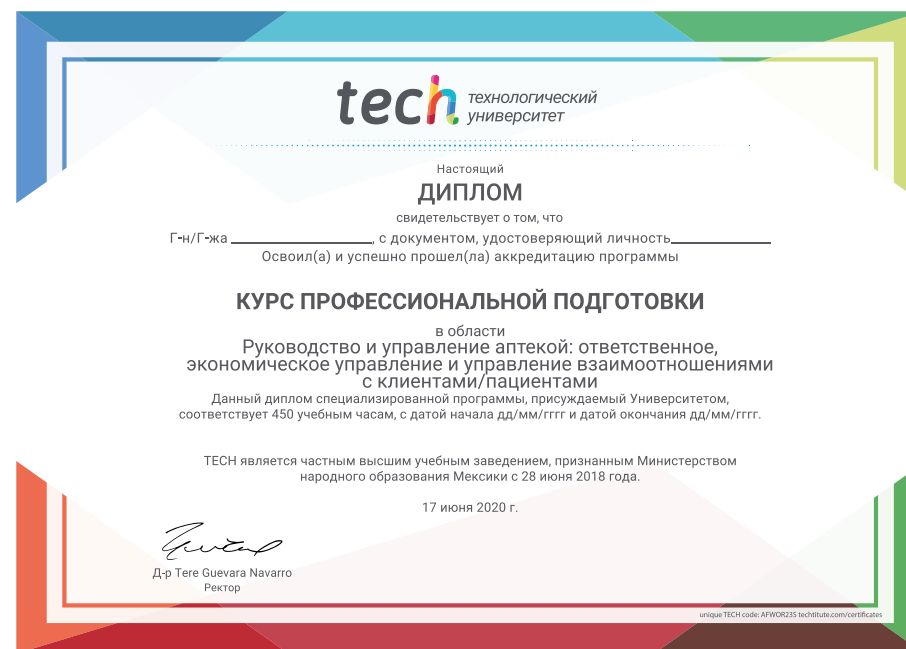 tech технологический
университет
Настоящий
ДИПЛОМ
свидетельствует о том, что
Г-н/Г-жа ____________________, с документом, удостоверяющий личность______________
Освоил(а) и успешно прошел(ла) аккредитацию программы
КУРС ПРОФЕССИОНАЛЬНОЙ ПОДГОТОВКИ
в области
Руководство и управление аптекой: ответственное,
экономическое управление и управление взаимоотношениями
с клиентами/пациентами
Данный диплом специализированной программы, присуждаемый Университетом,
соответствует 450 учебным часам, с датой начала дд/мм/гггг и датой окончания дд/мм/гггг.
TECH является частным высшим учебным заведением, признанным Министерством
народного образования Мексики с 28 июня 2018 года.
17 июня 2020 г.
Д-р Tere Guevara Navarro
Ректор
unique TECH code: AFWOR23S techtitute.com/certificates